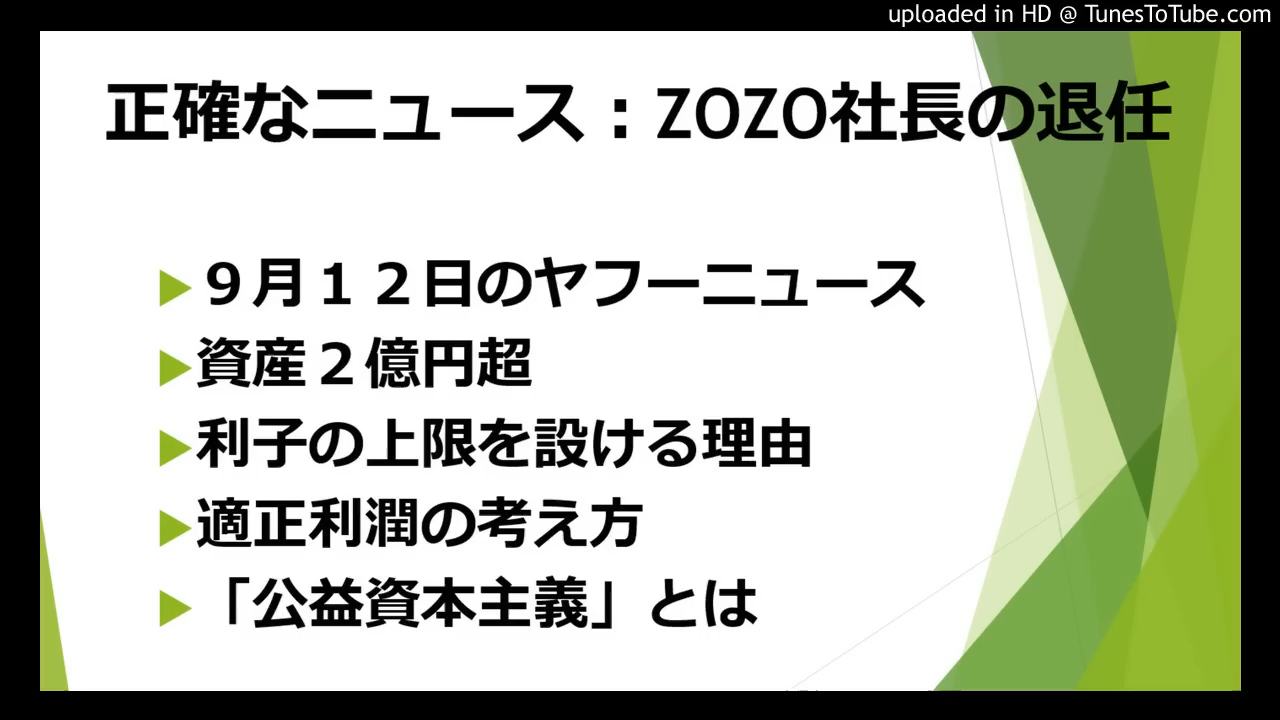 uploaded in HD @ TunesToTube.com
正確なニュース：ZOZO社長の退任
９月１２日のヤフーニュース
資産２億円超
利子の上限を設ける理由
適正利潤の考え方
「公益資本主義」とは